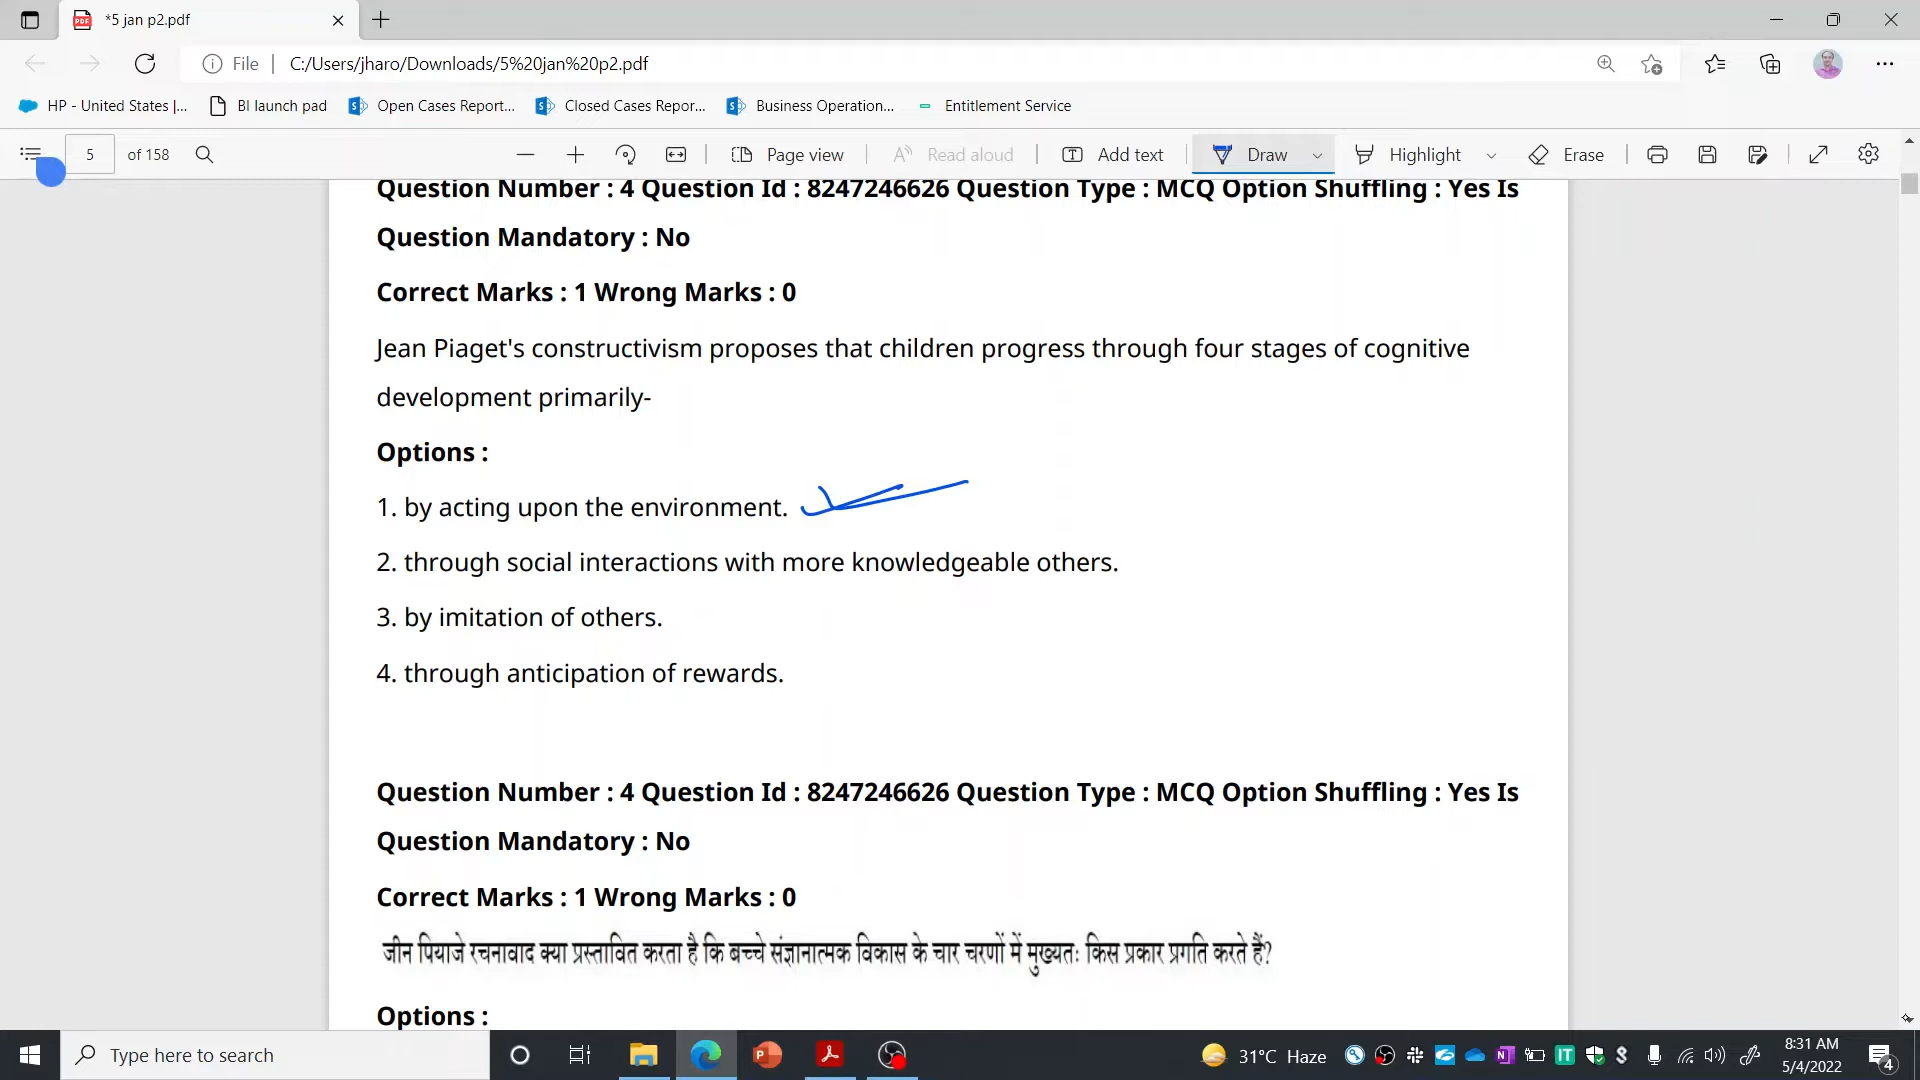 *5 jan p2.pdf
File
C:/Users/jharo/Downloads/5%20jan%20p2.pdf
HP - United States |...
BI launch pad
Open Cases Report...
Closed Cases Repor...
Business Operation...
Entitlement Service
5 of 158
Page view
Read aloud
Add text
Draw
Highlight
Erase
Question Number : 4 Question Id : 8247246626 Question Type : MCQ Option Shuffling : Yes Is
Question Mandatory : No
Correct Marks : 1 Wrong Marks : 0
Jean Piaget's constructivism proposes that children progress through four stages of cognitive
development primarily-
Options :
1. by acting upon the environment.
2. through social interactions with more knowledgeable others.
3. by imitation of others.
4. through anticipation of rewards.
Question Number : 4 Question Id : 8247246626 Question Type : MCQ Option Shuffling : Yes Is
Question Mandatory : No
Correct Marks : 1 Wrong Marks : 0
जीन पियाजे रचनावाद क्या प्रस्तावित करता है कि बच्चे संज्ञानात्मक विकास के चार चरणों में मुख्यतः किस प्रकार प्रगति करते हैं?
Options :
Type here to search
31°C Haze
8:31 AM
5/4/2022
4